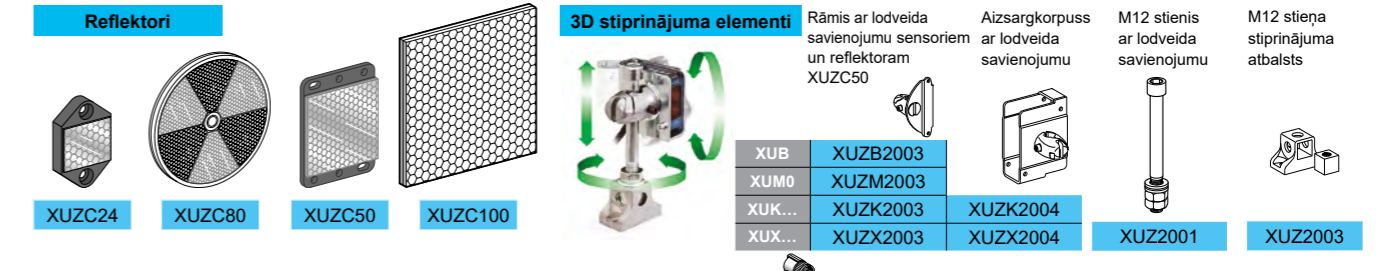 Reflektori
XUZC24
XUZC80
XUZC50
XUZC100
3D stiprinājuma elementi
Rāmis ar lodveida
savienojumu sensoriem
un reflektoram
XUZC50
Aizsargkorpuss
ar lodveida
savienojumu
M12 stienis
ar lodveida
savienojumu
M12 stieņa
stiprinājuma
atbalsts
XUB XUZB2003
XUM0 XUZM2003
XUK... XUZK2003 XUZK2004
XUX... XUZX2003 XUZX2004
XUZ2001
XUZ2003